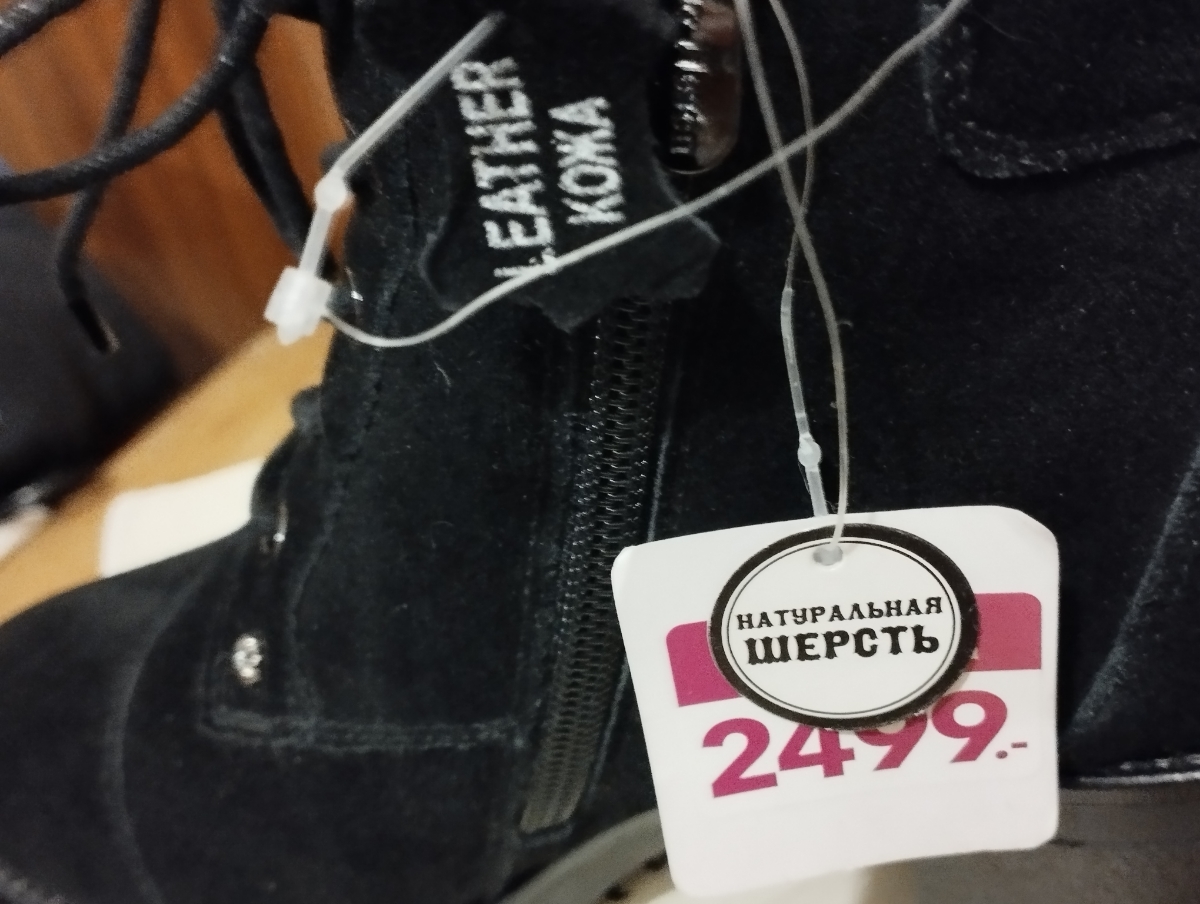 LEATHER
КОЖА
НАТУРАЛЬНАЯ
ШЕРСТЬ
2499.-